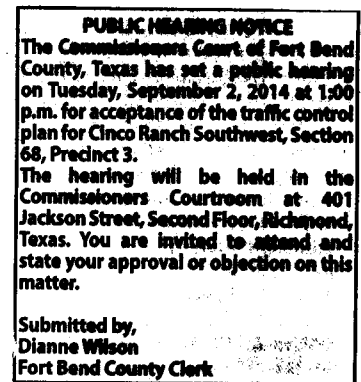 PUBLIC HEARING NOTICE
The Commissioners Court of Fort Bend
County, Texas has set a public hearing
on Tuesday, September 2, 2014 at 1:00
p.m. for acceptance of the traffic control
plan for Cinco Ranch Southwest, Section
68, Precinct 3.
The hearing will be held in the
Commissioners Courtroom at 401
Jackson Street, Second Floor, Richmond,
Texas. You are invited to attend and
state your approval or objection on this
matter.
Submitted by,
Dianne Wilson
Fort Bend County Clerk